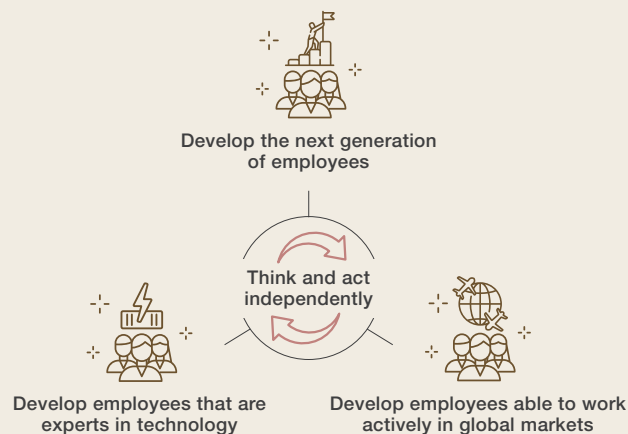 Develop the next generation
of employees
Think and act
independently
Develop employees that are
experts in technology
Develop employees able to work
actively in global markets